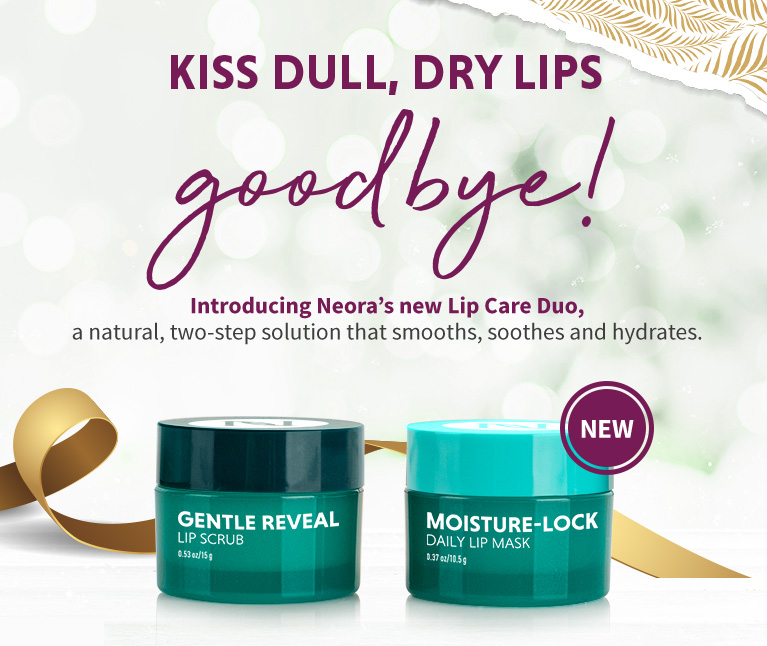 KISS DULL, DRY LIPS
goodbye!
Introducing Neora's new Lip Care Duo,
a natural, two-step solution that smooths, soothes and hydrates.
NEW
GENTLE REVEAL
LIP SCRUB
0.53 oz/15 g
MOISTURE-LOCK
DAILY LIP MASK
0.37 oz/10.5 g